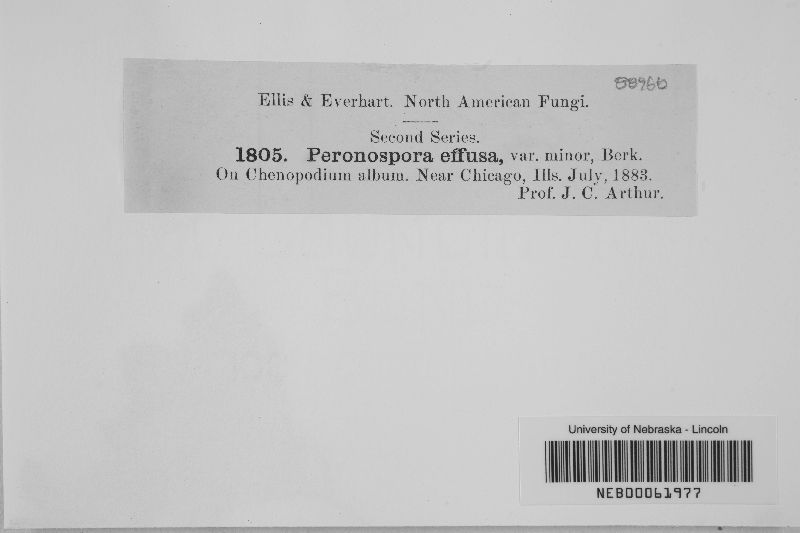 Ellis & Everhart. North American Fungi.
Second Series.
1805. Peronospora effusa, var. minor, Berk.
On Chenopodium album. Near Chicago, Ills. July, 1883.
Prof. J. C. Arthur.
University of Nebraska - Lincoln
NEB00061977